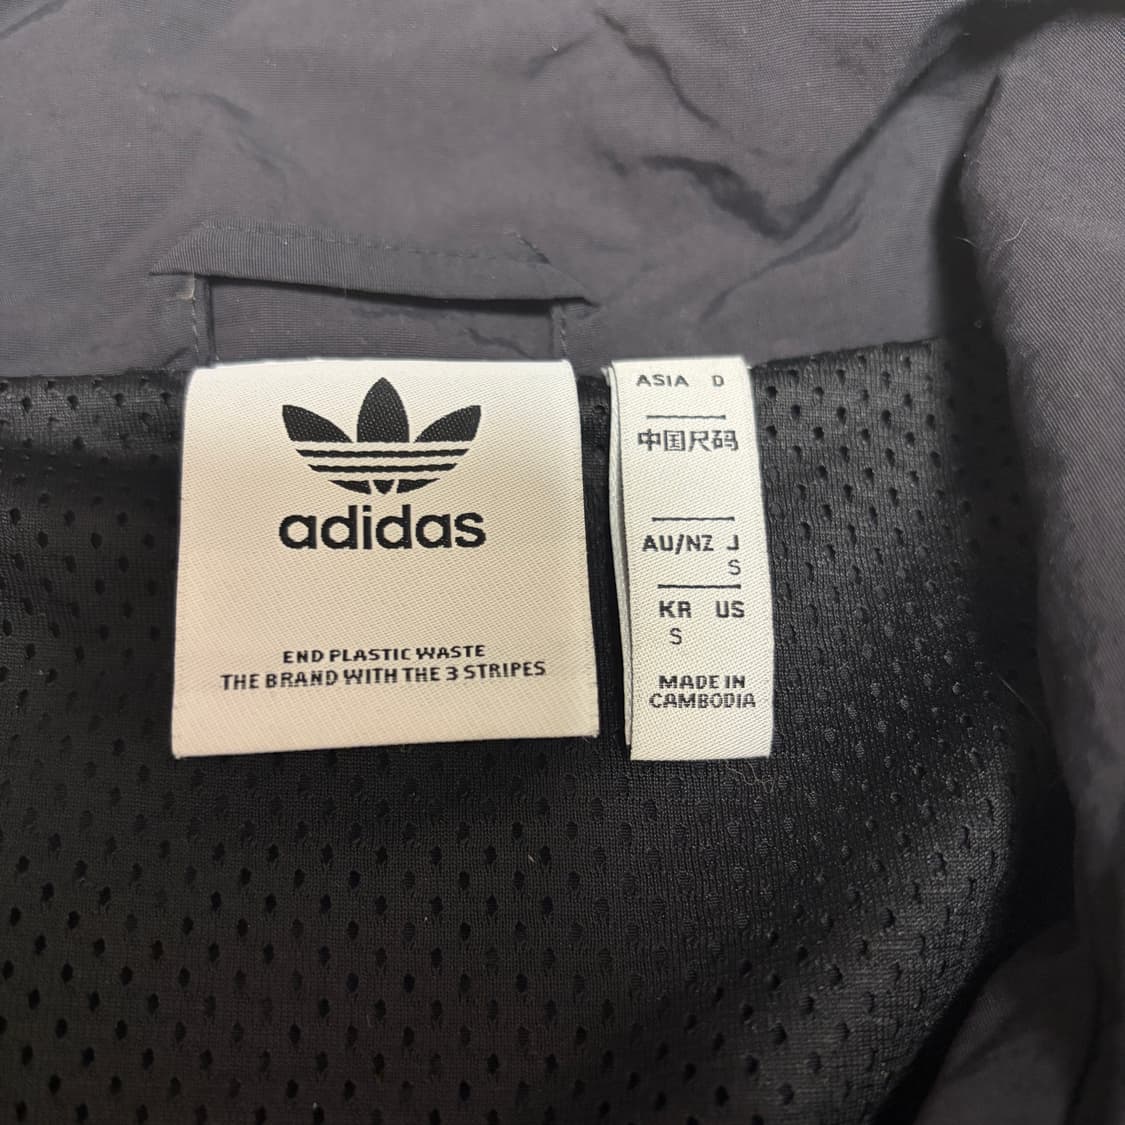 adidas
END PLASTIC WASTE
THE BRAND WITH THE 3 STRIPES
ASIA D
中国尺码
AU/NZ J
S
KR US
S
MADE IN
CAMBODIA